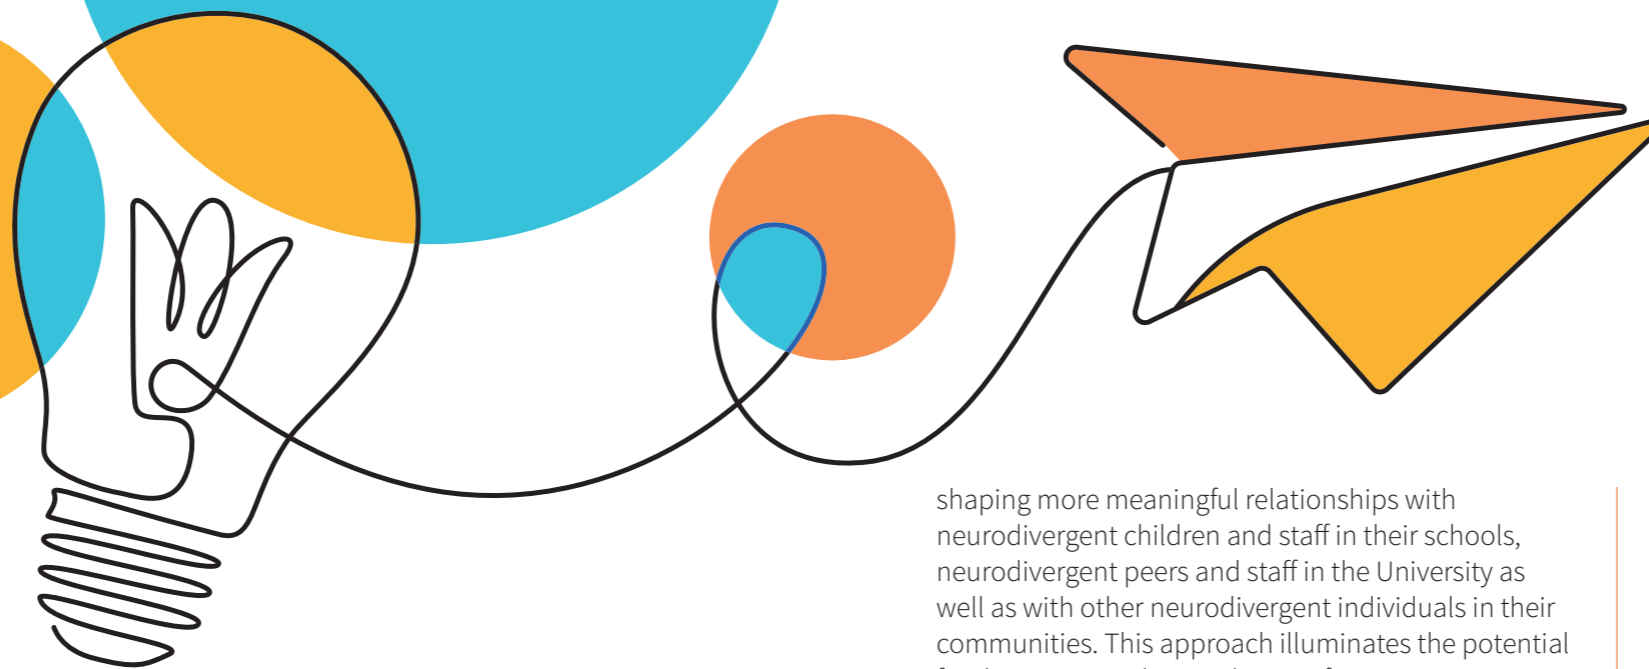 shaping more meaningful relationships with
neurodivergent children and staff in their schools,
neurodivergent peers and staff in the University as
well as with other neurodivergent individuals in their
communities. This approach illuminates the potential